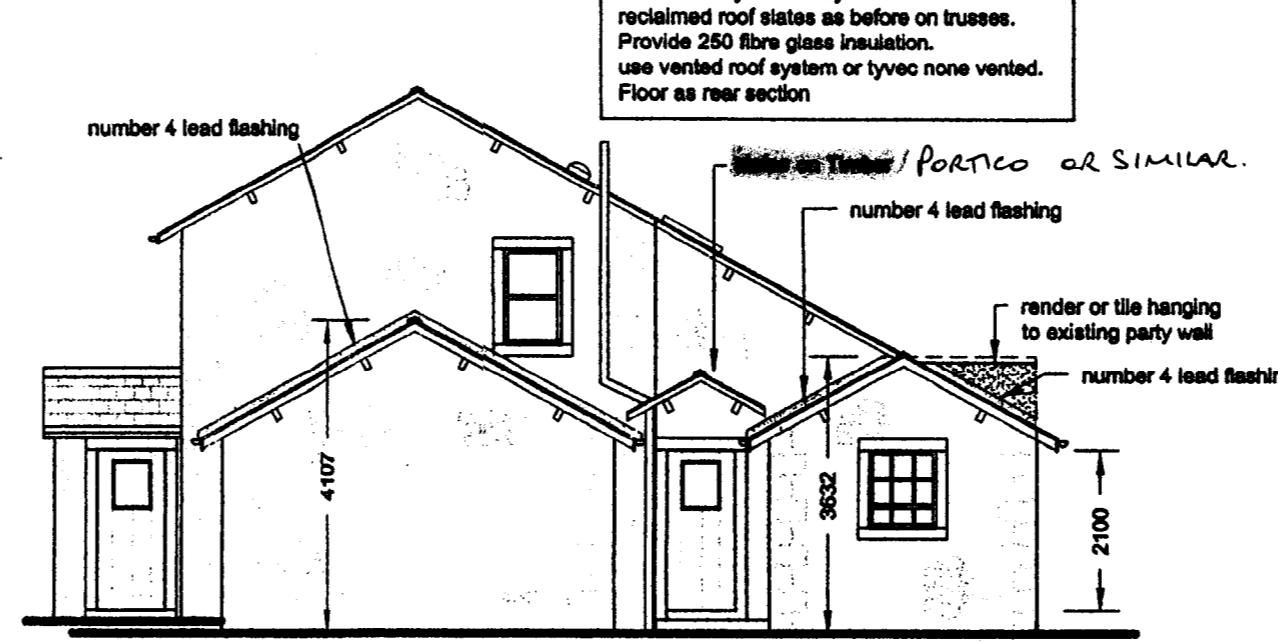 reclaimed roof slates as before on trusses.
Provide 250 fibre glass insulation.
use vented roof system or tyvec none vented.
Floor as rear section
number 4 lead flashing
/ PORTICO OR SIMILAR.
number 4 lead flashing
render or tile hanging
to existing party wall
number 4 lead flashin
4107
3632
2100